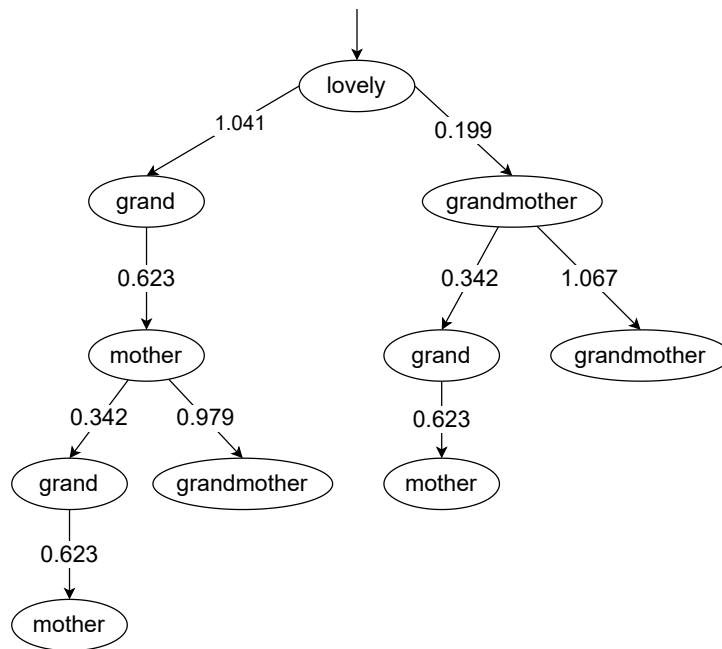 lovely
1.041 0.199
grand grandmother
0.623 0.342 1.067
mother grand grandmother
0.342 0.979 0.623
grand grandmother mother
0.623
mother